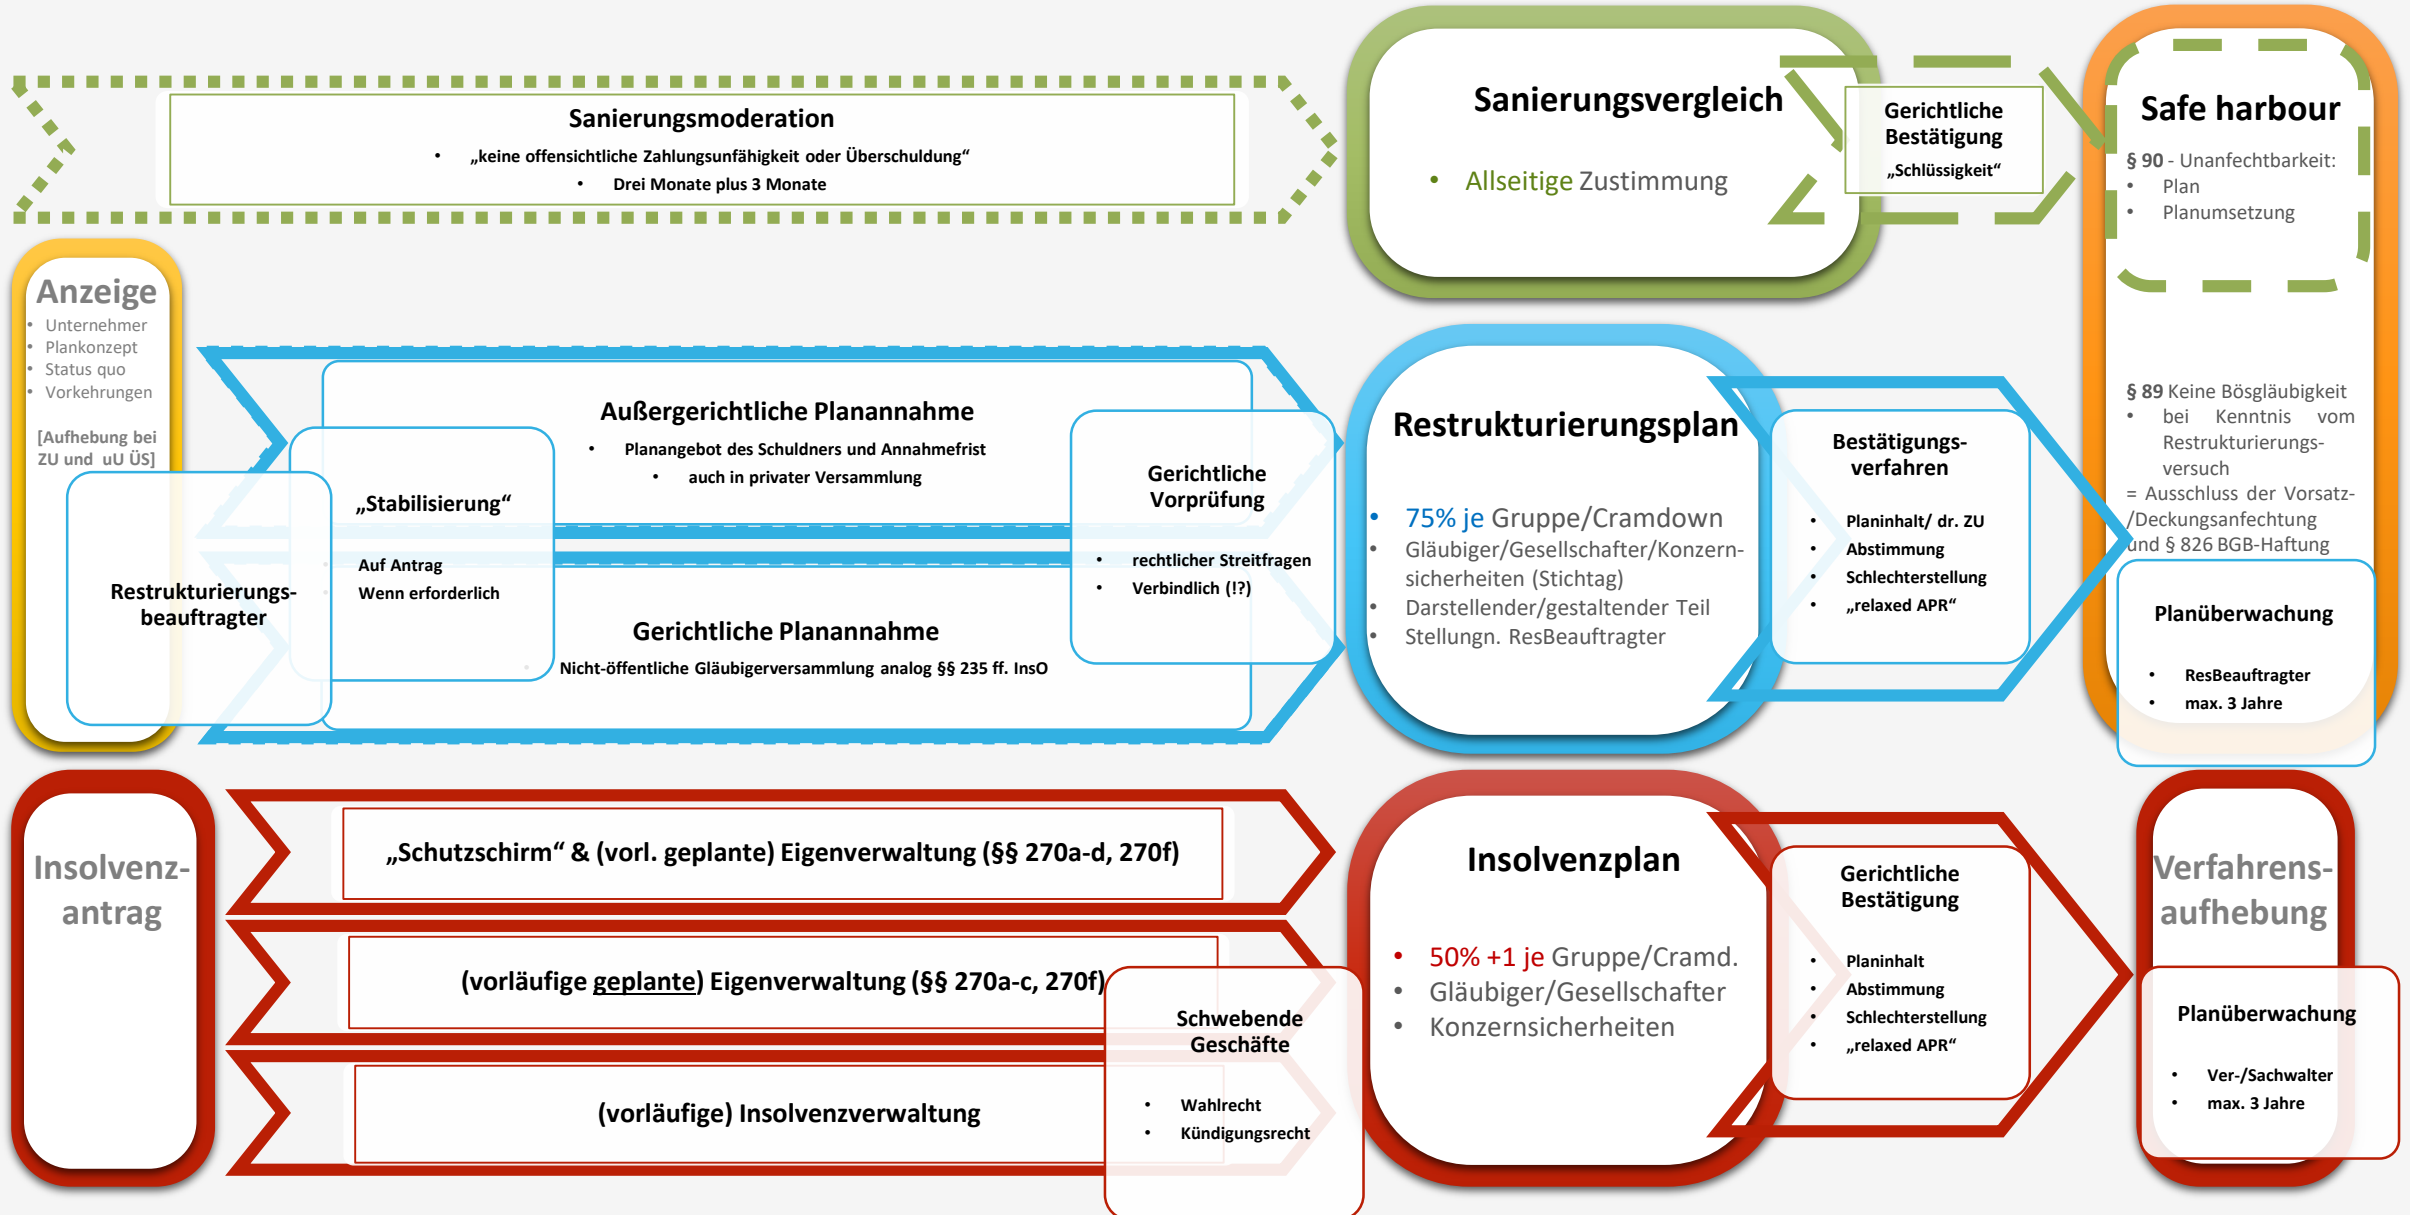 Sanierungsmoderation
• „keine offensichtliche Zahlungsunfähigkeit oder Überschuldung“
• Drei Monate plus 3 Monate
Sanierungsvergleich
• Allseitige Zustimmung
Gerichtliche
Bestätigung
„Schlüssigkeit“
Safe harbour
§ 90 - Unanfechtbarkeit:
• Plan
• Planumsetzung
§ 89 Keine Bösgläubigkeit
• bei Kenntnis vom
Restrukturierungs-
versuch
= Ausschluss der Vorsatz-
/Deckungsanfechtung
und § 826 BGB-Haftung
Planüberwachung
• ResBeauftragter
• max. 3 Jahre
Anzeige
• Unternehmer
• Plankonzept
• Status quo
• Vorkehrungen
[Aufhebung bei
ZU und uU ÜS]
Restrukturierungs-
beauftragter
„Stabilisierung“
• Auf Antrag
• Wenn erforderlich
Außergerichtliche Planannahme
• Planangebot des Schuldners und Annahmefrist
• auch in privater Versammlung
Gerichtliche Planannahme
• Nicht-öffentliche Gläubigerversammlung analog §§ 235 ff. InsO
Gerichtliche
Vorprüfung
• rechtlicher Streitfragen
• Verbindlich (!?)
Restrukturierungsplan
• 75% je Gruppe/Cramdown
• Gläubiger/Gesellschafter/Konzern-
sicherheiten (Stichtag)
• Darstellender/gestaltender Teil
• Stellungn. ResBeauftragter
Bestätigungs-
verfahren
• Planinhalt/ dr. ZU
• Abstimmung
• Schlechterstellung
• „relaxed APR“
Insolvenz-
antrag
„Schutzschirm“ & (vorl. geplante) Eigenverwaltung (§§ 270a-d, 270f)
(vorläufige geplante) Eigenverwaltung (§§ 270a-c, 270f)
(vorläufige) Insolvenzverwaltung
Schwebende
Geschäfte
• Wahlrecht
• Kündigungsrecht
Insolvenzplan
• 50% +1 je Gruppe/Cramd.
• Gläubiger/Gesellschafter
• Konzernsicherheiten
Gerichtliche
Bestätigung
• Planinhalt
• Abstimmung
• Schlechterstellung
• „relaxed APR“
Verfahrens-
aufhebung
Planüberwachung
• Ver-/Sachwalter
• max. 3 Jahre